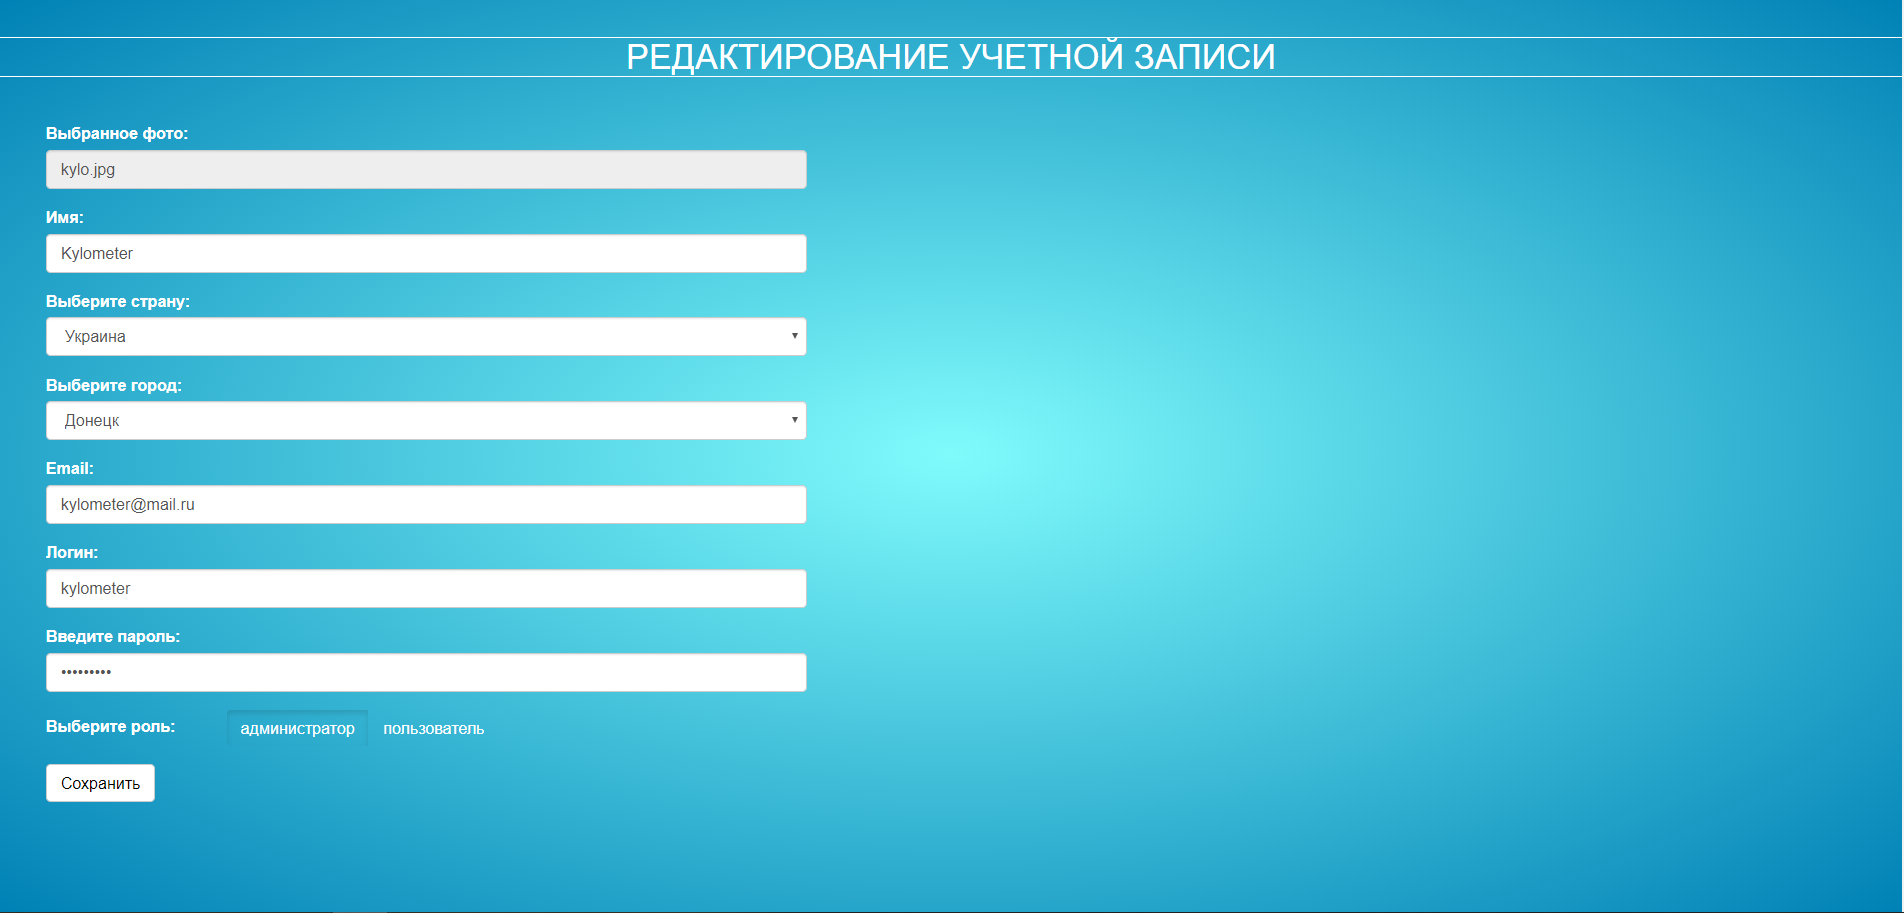 РЕДАКТИРОВАНИЕ УЧЕТНОЙ ЗАПИСИ
Выбранное фото:
kylo.jpg
Имя:
Kylometer
Выберите страну:
Украина
Выберите город:
Донецк
Email:
kylometer@mail.ru
Логин:
kylometer
Введите пароль:
•••••••••
Выберите роль: администратор пользователь
Сохранить